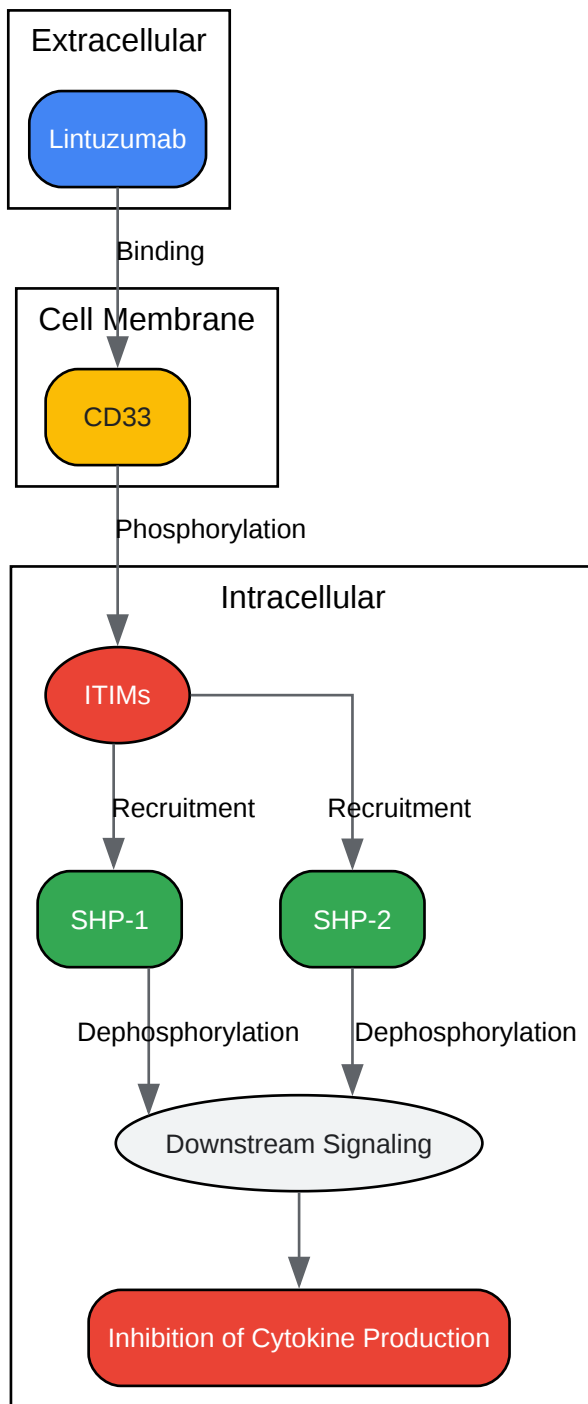 Extracellular
Lintuzumab
Binding
Cell Membrane
CD33
Phosphorylation
Intracellular
ITIMs
Recruitment
Recruitment
SHP-1
SHP-2
Dephosphorylation
Dephosphorylation
Downstream Signaling
Inhibition of Cytokine Production